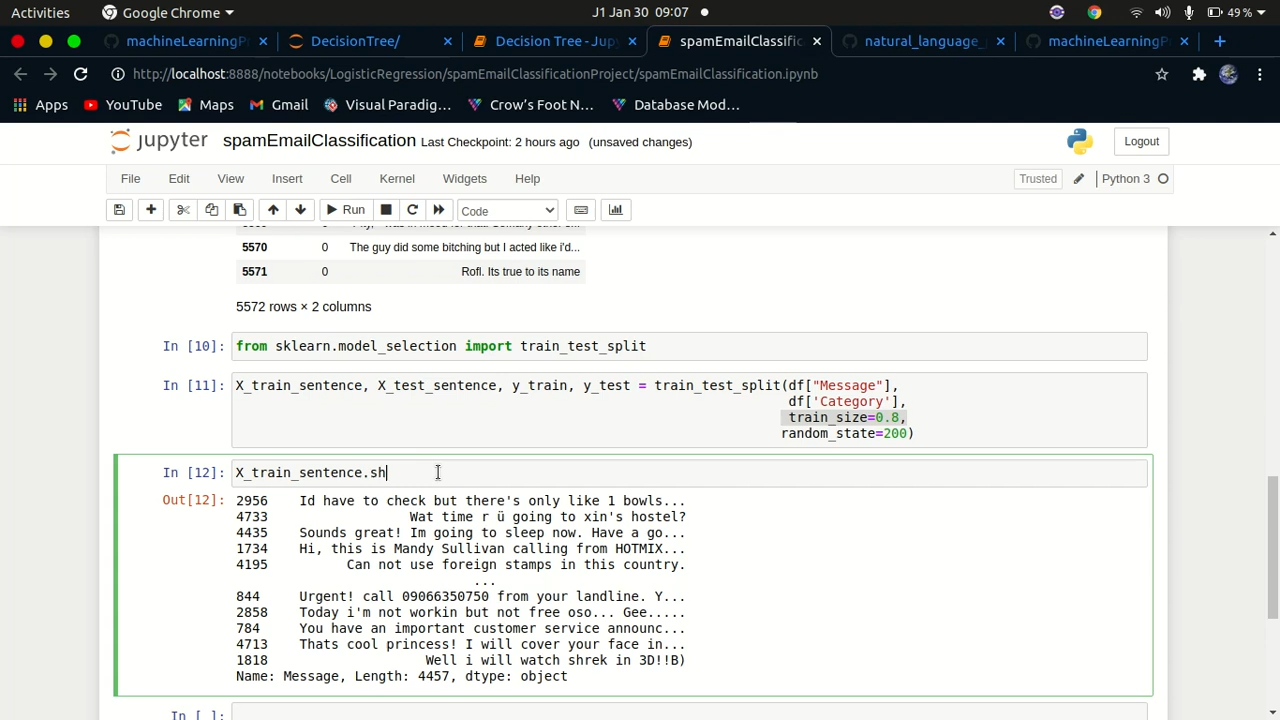 Activities Google Chrome J1 Jan 30 09:07 49 %
machineLearningPr DecisionTree/ Decision Tree - Jup spamEmailClassific natural_language_ machineLearningP
http://localhost:8888/notebooks/LogisticRegression/spamEmailClassificationProject/spamEmailClassification.ipynb
Apps YouTube Maps Gmail Visual Paradig... Crow's Foot N... Database Mod...
jupyter spamEmailClassification Last Checkpoint: 2 hours ago (unsaved changes) Logout
File Edit View Insert Cell Kernel Widgets Help Trusted Python 3
Run Code
5570 0 The guy did some bitching but I acted like i'd...
5571 0 Rofl. Its true to its name
5572 rows × 2 columns
In [10]: from sklearn.model_selection import train_test_split
In [11]: X_train_sentence, X_test_sentence, y_train, y_test = train_test_split(df["Message"],
df['Category'],
train_size=0.8,
random_state=200)
In [12]: X_train_sentence.sh
Out[12]: 2956 Id have to check but there's only like 1 bowls...
4733 Wat time r ü going to xin's hostel?
4435 Sounds great! Im going to sleep now. Have a go...
1734 Hi, this is Mandy Sullivan calling from HOTMIX...
4195 Can not use foreign stamps in this country.
...
844 Urgent! call 09066350750 from your landline. Y...
2858 Today i'm not workin but not free oso... Gee.....
784 You have an important customer service announc...
4713 Thats cool princess! I will cover your face in...
1818 Well i will watch shrek in 3D!!B)
Name: Message, Length: 4457, dtype: object
In [ ]: